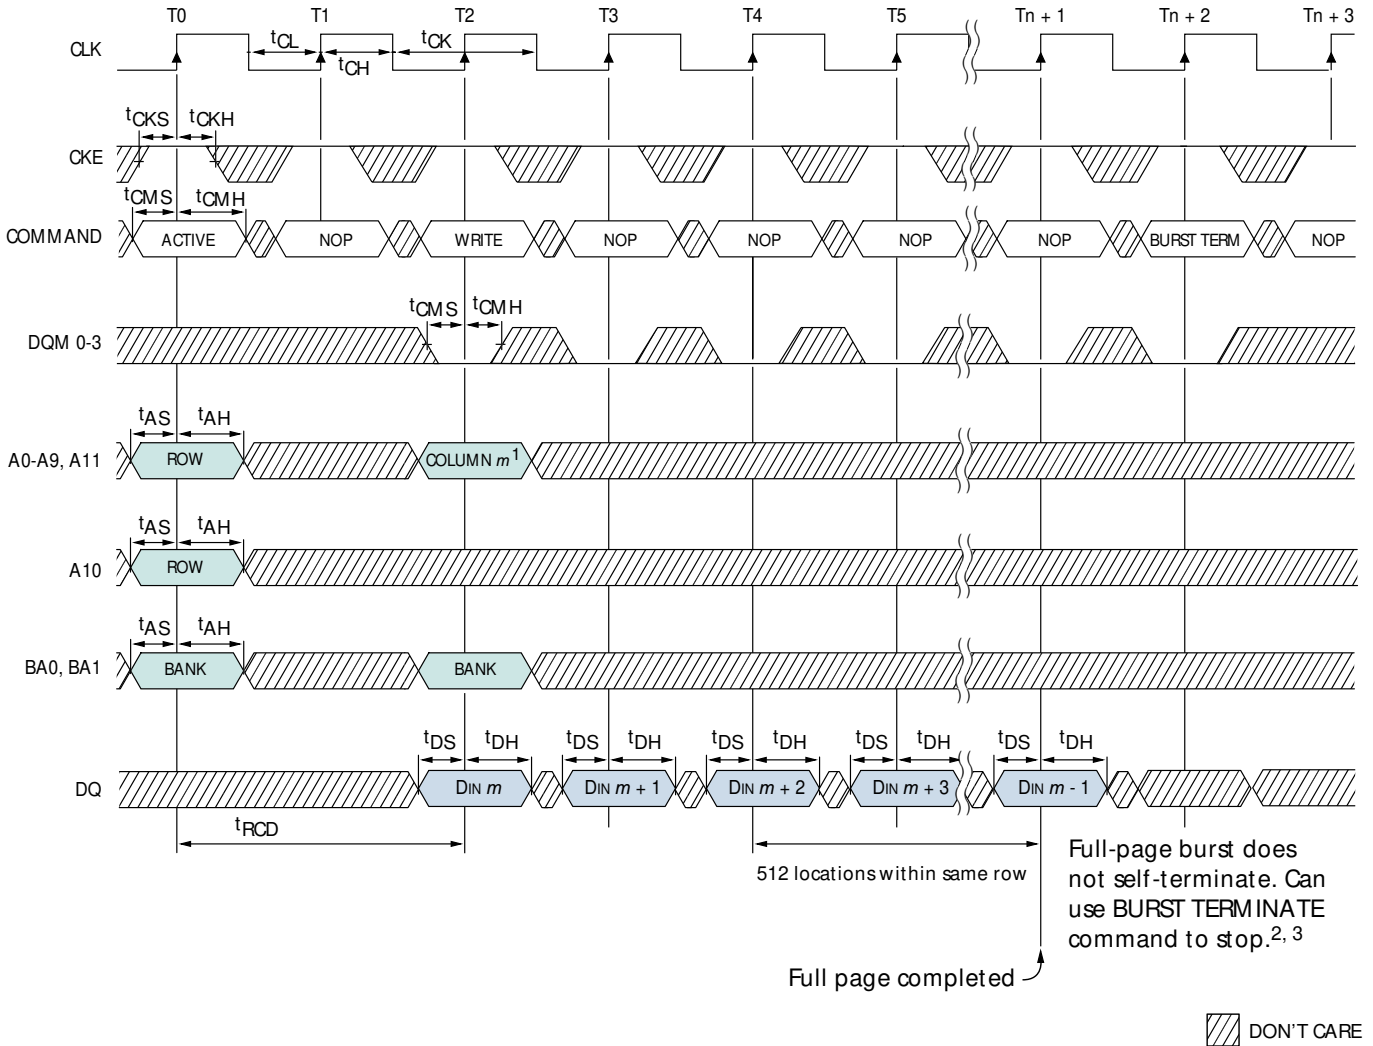 T0 T1 T2 T3 T4 T5 Tn + 1 Tn + 2 Tn + 3
CLK tCL tCH tCK
tCKS tCKH
CKE
tCMS tCMH
COMMAND ACTIVE NOP WRITE NOP NOP NOP NOP BURST TERM NOP
tCMS tCMH
DQM 0-3
tAS tAH
A0-A9, A11 ROW COLUMN m1
tAS tAH
A10 ROW
tAS tAH
BA0, BA1 BANK BANK
tDS tDH tDS tDH tDS tDH tDS tDH tDS tDH
DQ DIN m DIN m + 1 DIN m + 2 DIN m + 3 DIN m - 1
tRCD
512 locations within same row
Full-page burst does
not self-terminate. Can
use BURST TERMINATE
command to stop.2, 3
Full page completed
DON'T CARE